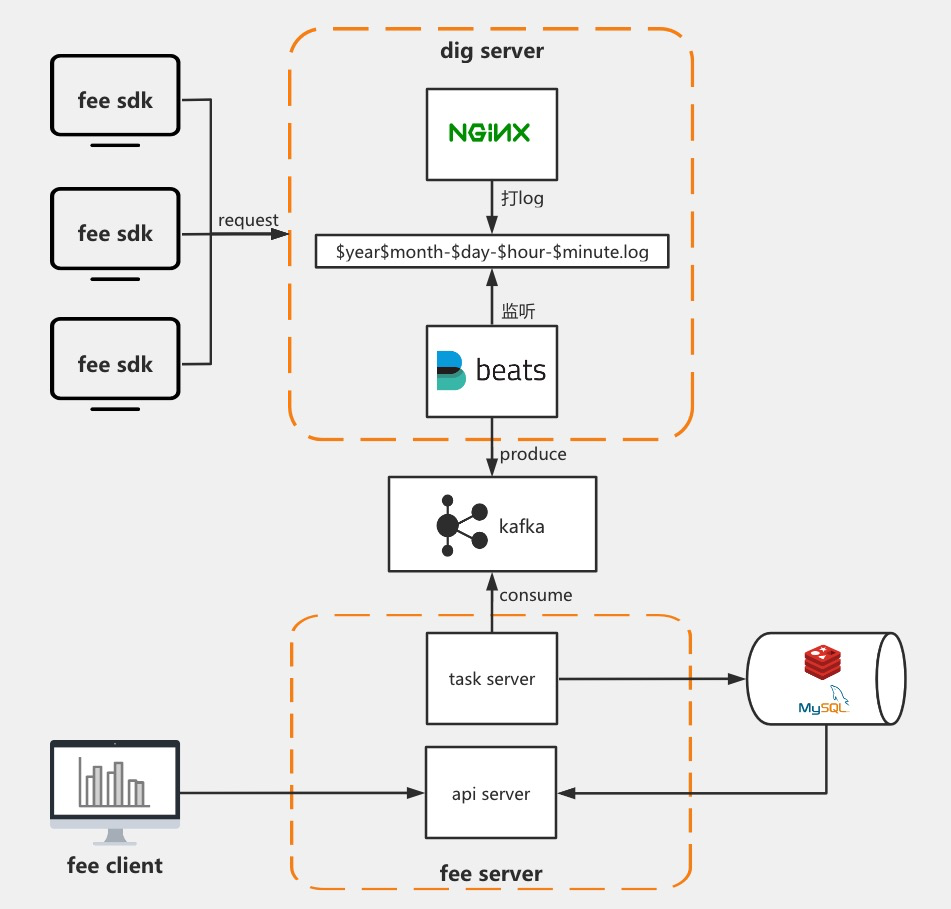 dig server
fee sdk
NGiNX
打log
fee sdk
request
$year$month-$day-$hour-$minute.log
监听
fee sdk
beats
produce
kafka
consume
task server
MySQL
api server
fee client
fee server